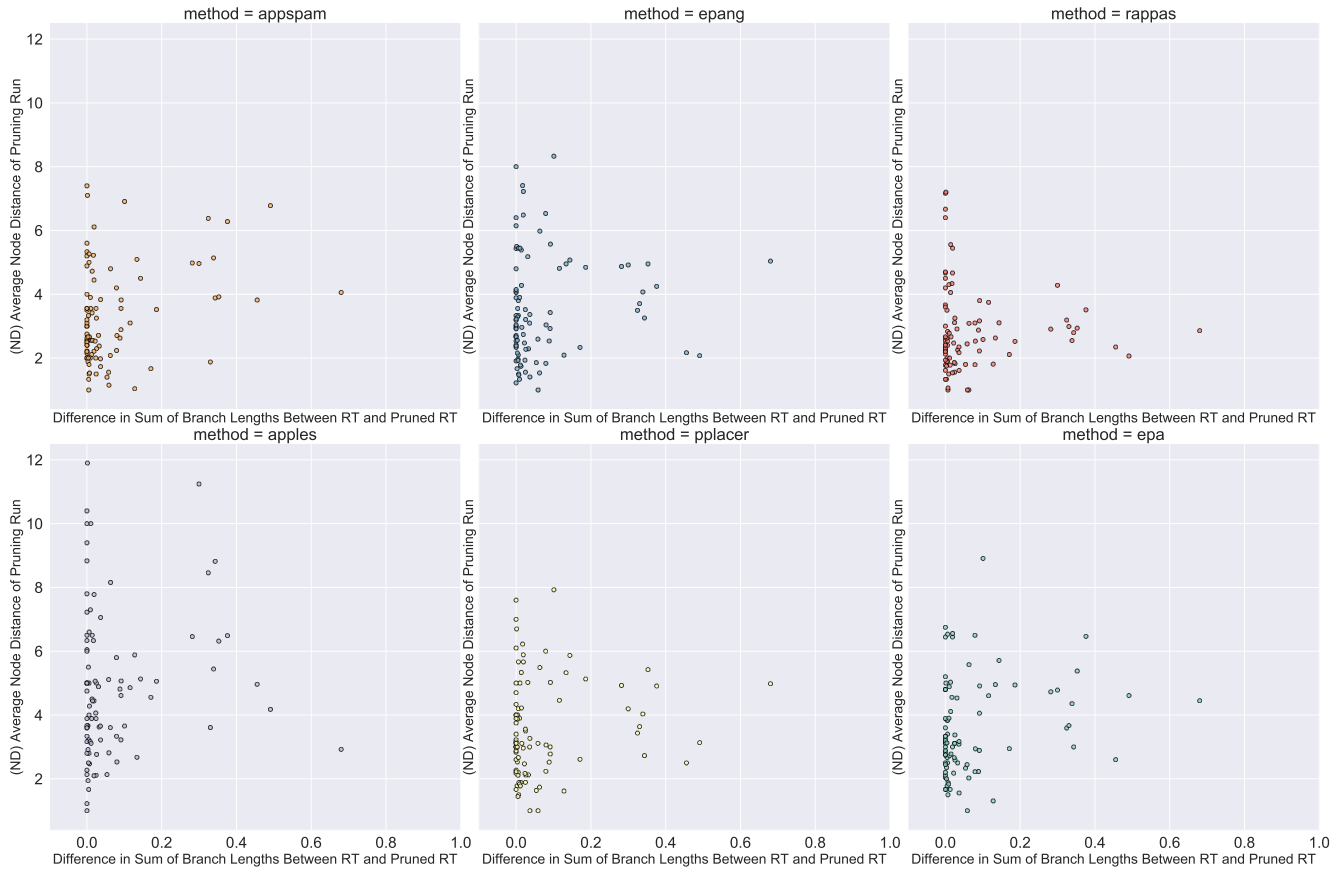 method = appspam
method = epang
method = rappas
12
10
8
6
4
2
(ND) Average Node Distance of Pruning Run
(ND) Average Node Distance of Pruning Run
(ND) Average Node Distance of Pruning Run
Difference in Sum of Branch Lengths Between RT and Pruned RT
Difference in Sum of Branch Lengths Between RT and Pruned RT
Difference in Sum of Branch Lengths Between RT and Pruned RT
method = apples
method = pplacer
method = epa
12
10
8
6
4
2
(ND) Average Node Distance of Pruning Run
(ND) Average Node Distance of Pruning Run
(ND) Average Node Distance of Pruning Run
0.0 0.2 0.4 0.6 0.8 1.0
0.0 0.2 0.4 0.6 0.8 1.0
0.0 0.2 0.4 0.6 0.8 1.0
Difference in Sum of Branch Lengths Between RT and Pruned RT
Difference in Sum of Branch Lengths Between RT and Pruned RT
Difference in Sum of Branch Lengths Between RT and Pruned RT